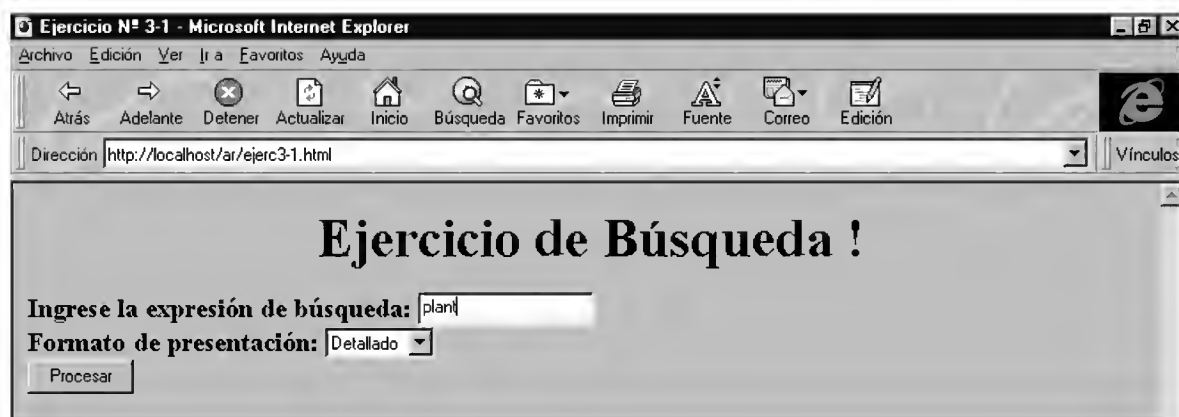 Ejercicio Nº 3-1 - Microsoft Internet Explorer
Archivo Edición Ver Ir a Favoritos Ayuda
Atrás Adelante Detener Actualizar Inicio Búsqueda Favoritos Imprimir Fuente Correo Edición
Dirección http://localhost/ar/ejerc3-1.html Vínculos
Ejercicio de Búsqueda !
Ingrese la expresión de búsqueda: plant
Formato de presentación: Detallado
Procesar